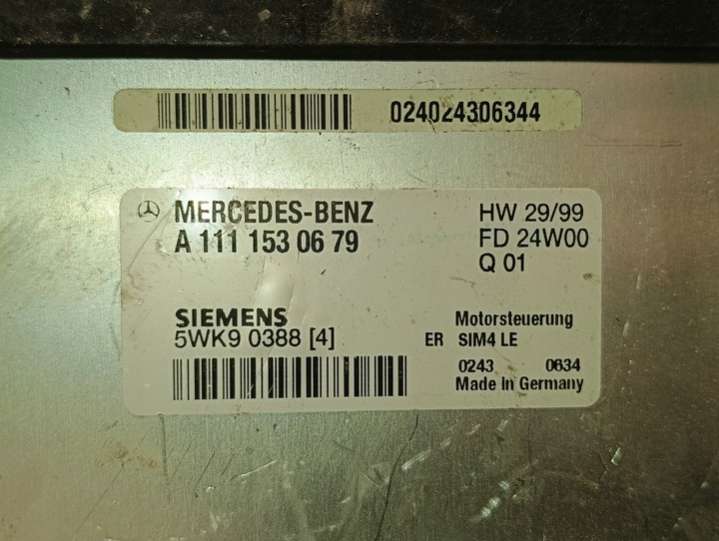 024024306344
MERCEDES-BENZ HW 29/99
A 111 153 06 79 FD 24W00
Q 01
SIEMENS Motorsteuerung
5WK9 0388 [4] ER SIM4 LE
0243 0634
Made In Germany